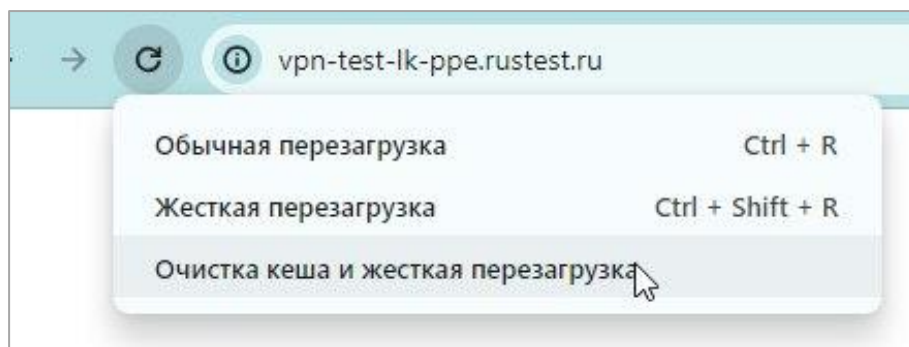 vpn-test-lk-ppe.rustest.ru
Обычная перезагрузка Ctrl + R
Жесткая перезагрузка Ctrl + Shift + R
Очистка кеша и жесткая перезагрузка